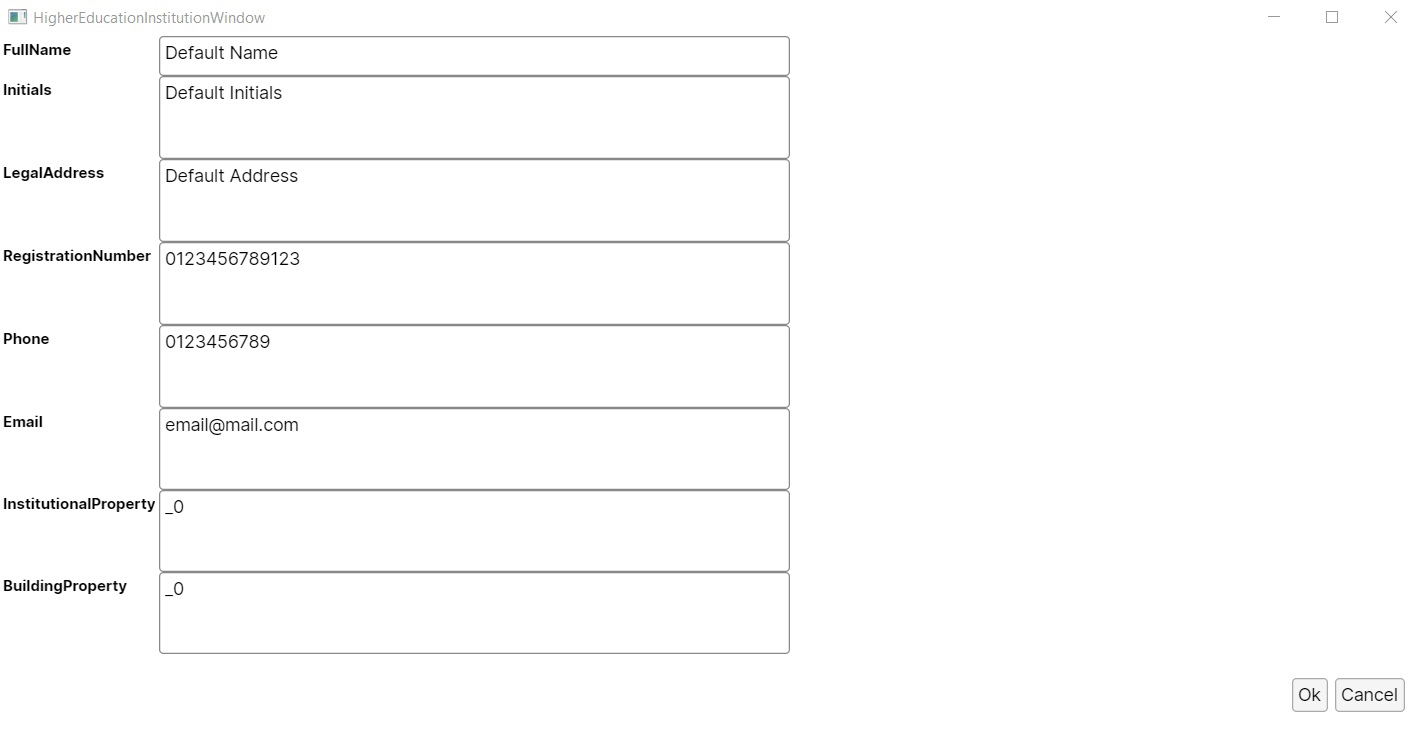 HigherEducationInstitutionWindow
FullName Default Name
Initials Default Initials
LegalAddress Default Address
RegistrationNumber 0123456789123
Phone 0123456789
Email email@mail.com
InstitutionalProperty _0
BuildingProperty _0
Ok Cancel